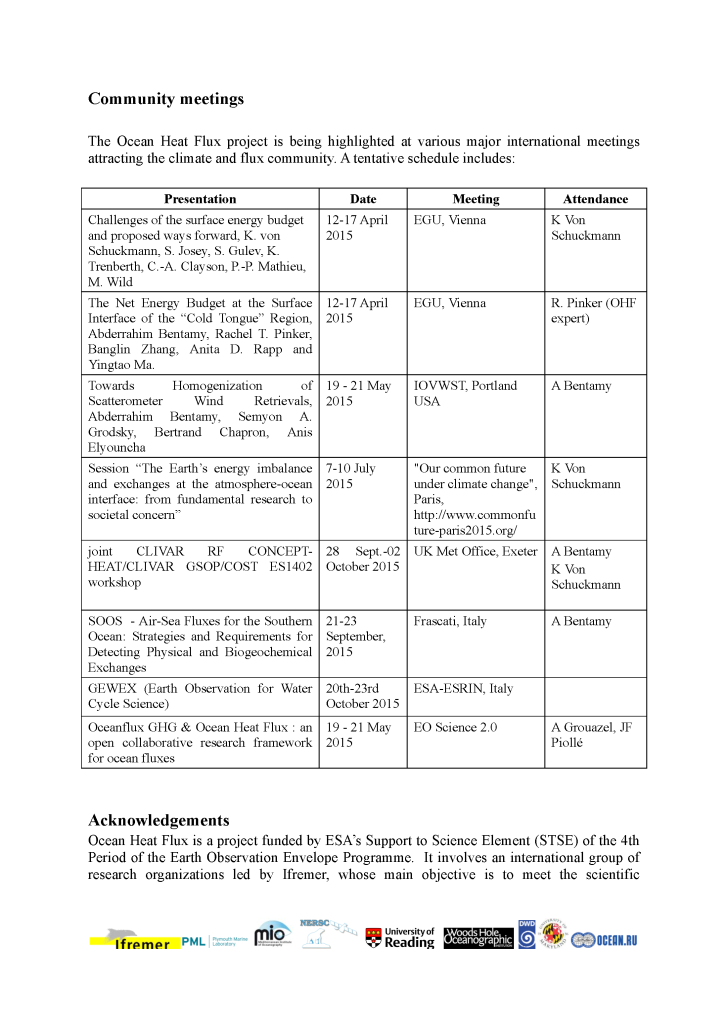 Community meetings
The Ocean Heat Flux project is being highlighted at various major international meetings
attracting the climate and flux community. A tentative schedule includes:
Presentation Date Meeting Attendance
Challenges of the surface energy budget
and proposed ways forward, K. von
Schuckmann, S. Josey, S. Gulev, K.
Trenberth, C.-A. Clayson, P.-P. Mathieu,
M. Wild
12-17 April
2015
EGU, Vienna
K Von
Schuckmann
The Net Energy Budget at the Surface
Interface of the “Cold Tongue” Region,
Abderrahim Bentamy, Rachel T. Pinker,
Banglin Zhang, Anita D. Rapp and
Yingtao Ma.
12-17 April
2015
EGU, Vienna
R. Pinker (OHF
expert)
Towards Homogenization of
Scatterometer Wind Retrievals,
Abderrahim Bentamy, Semyon A.
Grodsky, Bertrand Chapron, Anis
Elyouncha
19 - 21 May
2015
IOVWST, Portland
USA
A Bentamy
Session “The Earth’s energy imbalance
and exchanges at the atmosphere-ocean
interface: from fundamental research to
societal concern”
7-10 July
2015
"Our common future
under climate change",
Paris,
http://www.commonfu
ture-paris2015.org/
K Von
Schuckmann
joint CLIVAR RF CONCEPT-
HEAT/CLIVAR GSOP/COST ES1402
workshop
28 Sept.-02
October 2015
UK Met Office, Exeter
A Bentamy
K Von
Schuckmann
SOOS - Air-Sea Fluxes for the Southern
Ocean: Strategies and Requirements for
Detecting Physical and Biogeochemical
Exchanges
21-23
September,
2015
Frascati, Italy
A Bentamy
GEWEX (Earth Observation for Water
Cycle Science)
20th-23rd
October 2015
ESA-ESRIN, Italy
Oceanflux GHG & Ocean Heat Flux : an
open collaborative research framework
for ocean fluxes
19 - 21 May
2015
EO Science 2.0
A Grouazel, JF
Piollé
Acknowledgements
Ocean Heat Flux is a project funded by ESA’s Support to Science Element (STSE) of the 4th
Period of the Earth Observation Envelope Programme. It involves an international group of
research organizations led by Ifremer, whose main objective is to meet the scientific
Ifremer
PML Plymouth Marine
Laboratory
mio
NERSC
University of
Reading
Woods Hole
Oceanographic
DWD
OCEAN.RU